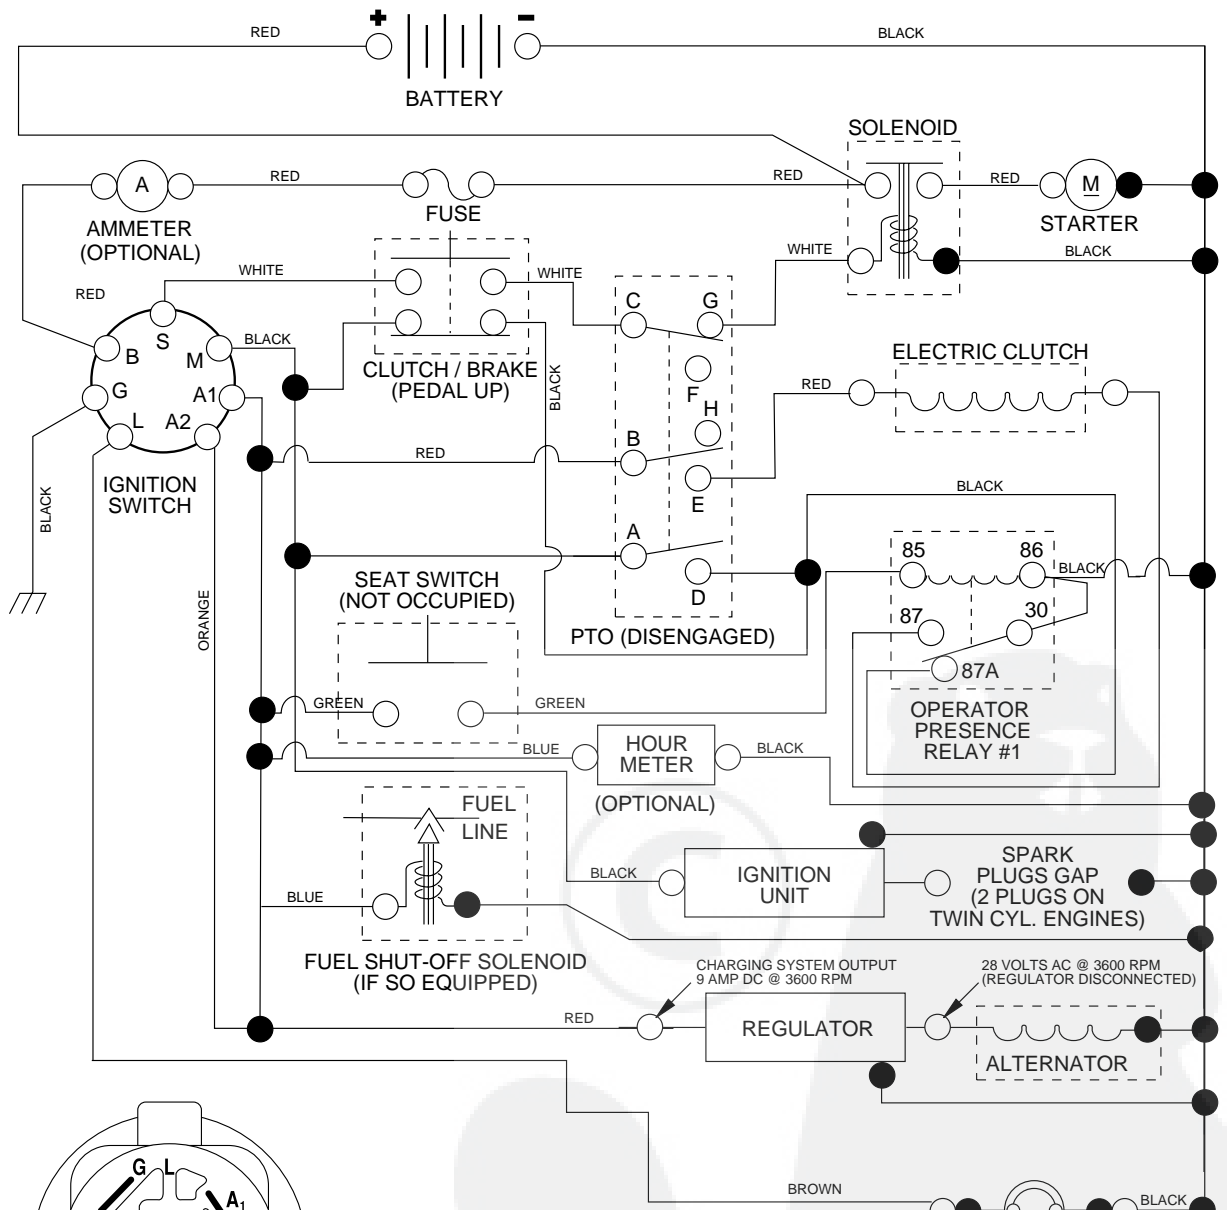 + -
RED
BLACK
BATTERY
SOLENOID
A
RED
RED
RED
M
AMMETER
(OPTIONAL)
FUSE
STARTER
WHITE
WHITE
WHITE
BLACK
RED
C G
S
B M
BLACK
CLUTCH / BRAKE
(PEDAL UP)
ELECTRIC CLUTCH
G A1
L A2
F
H
RED
BLACK
B
RED
E
IGNITION
SWITCH
BLACK
BLACK
A
85 86
BLACK
SEAT SWITCH
(NOT OCCUPIED)
D
ORANGE
87 30
PTO (DISENGAGED)
87A
GREEN
GREEN
OPERATOR
PRESENCE
RELAY #1
BLUE
HOUR
METER
BLACK
(OPTIONAL)
FUEL
LINE
BLACK
IGNITION
UNIT
SPARK
PLUGS GAP
(2 PLUGS ON
TWIN CYL. ENGINES)
BLUE
FUEL SHUT-OFF SOLENOID
(IF SO EQUIPPED)
CHARGING SYSTEM OUTPUT
9 AMP DC @ 3600 RPM
28 VOLTS AC @ 3600 RPM
(REGULATOR DISCONNECTED)
RED
REGULATOR
ALTERNATOR
G L
A1
BROWN
BLACK
©